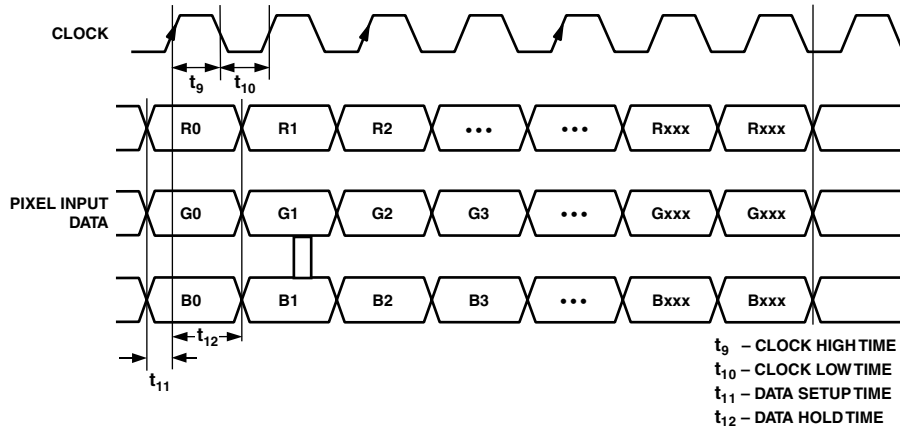 CLOCK
t9 t10
R0 R1 R2 ••• ••• Rxxx Rxxx
PIXEL INPUT
DATA
G0 G1 G2 G3 ••• Gxxx Gxxx
B0 B1 B2 B3 ••• Bxxx Bxxx
t12
t11
t9 – CLOCK HIGH TIME
t10 – CLOCK LOW TIME
t11 – DATA SETUP TIME
t12 – DATA HOLD TIME